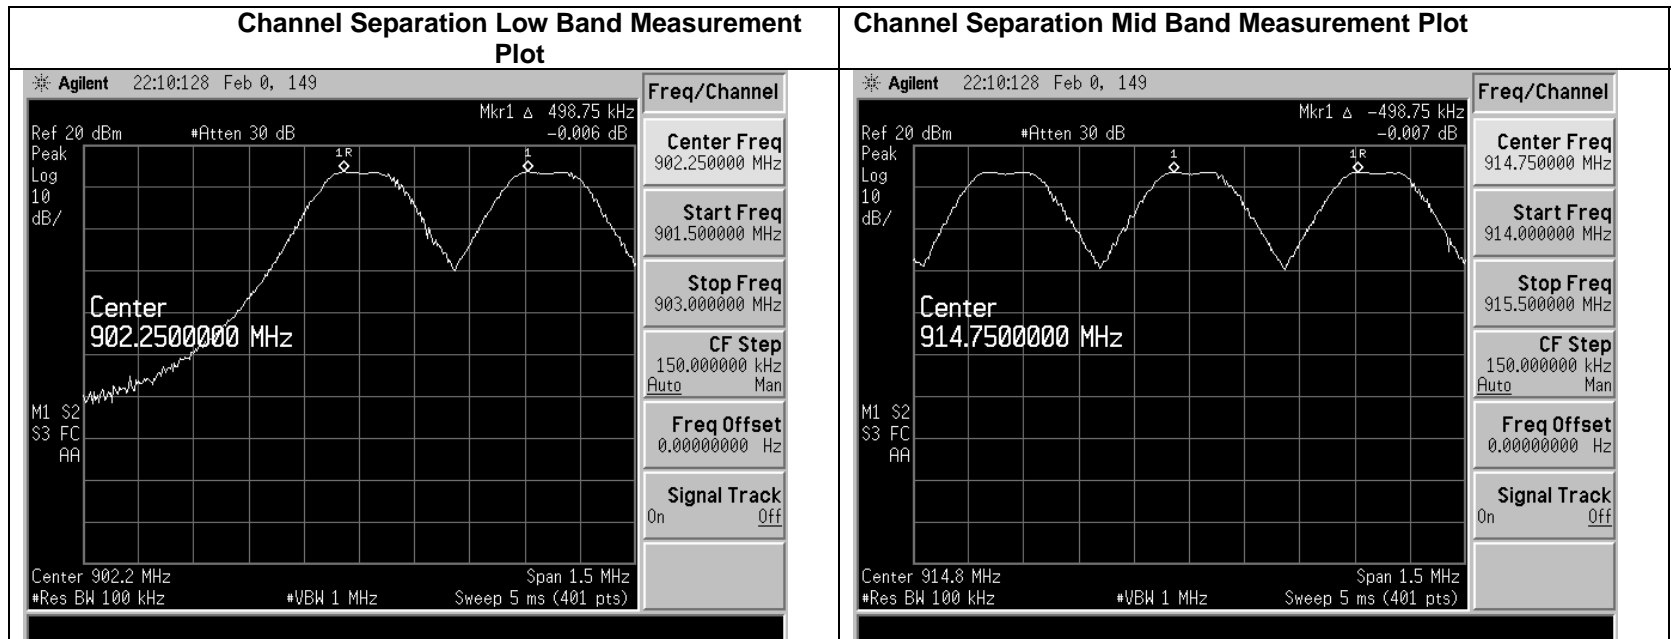 Channel Separation Low Band Measurement
Plot
Agilent 22:10:128 Feb 0, 149
Freq/Channel
Mkr1 Δ 498.75 kHz
Ref 20 dBm #Atten 30 dB -0.006 dB
Peak
Log
10
dB/
1R
1
Center
902.2500000 MHz
M1 S2
S3 FC
AA
Center 902.2 MHz Span 1.5 MHz
#Res BW 100 kHz #VBW 1 MHz Sweep 5 ms (401 pts)
Center Freq
902.250000 MHz
Start Freq
901.500000 MHz
Stop Freq
903.000000 MHz
CF Step
150.000000 kHz
Auto Man
Freq Offset
0.00000000 Hz
Signal Track
On Off
Channel Separation Mid Band Measurement Plot
Agilent 22:10:128 Feb 0, 149
Freq/Channel
Mkr1 Δ -498.75 kHz
Ref 20 dBm #Atten 30 dB -0.007 dB
Peak
Log
10
dB/
1
1R
Center
914.7500000 MHz
M1 S2
S3 FC
AA
Center 914.8 MHz Span 1.5 MHz
#Res BW 100 kHz #VBW 1 MHz Sweep 5 ms (401 pts)
Center Freq
914.750000 MHz
Start Freq
914.000000 MHz
Stop Freq
915.500000 MHz
CF Step
150.000000 kHz
Auto Man
Freq Offset
0.00000000 Hz
Signal Track
On Off